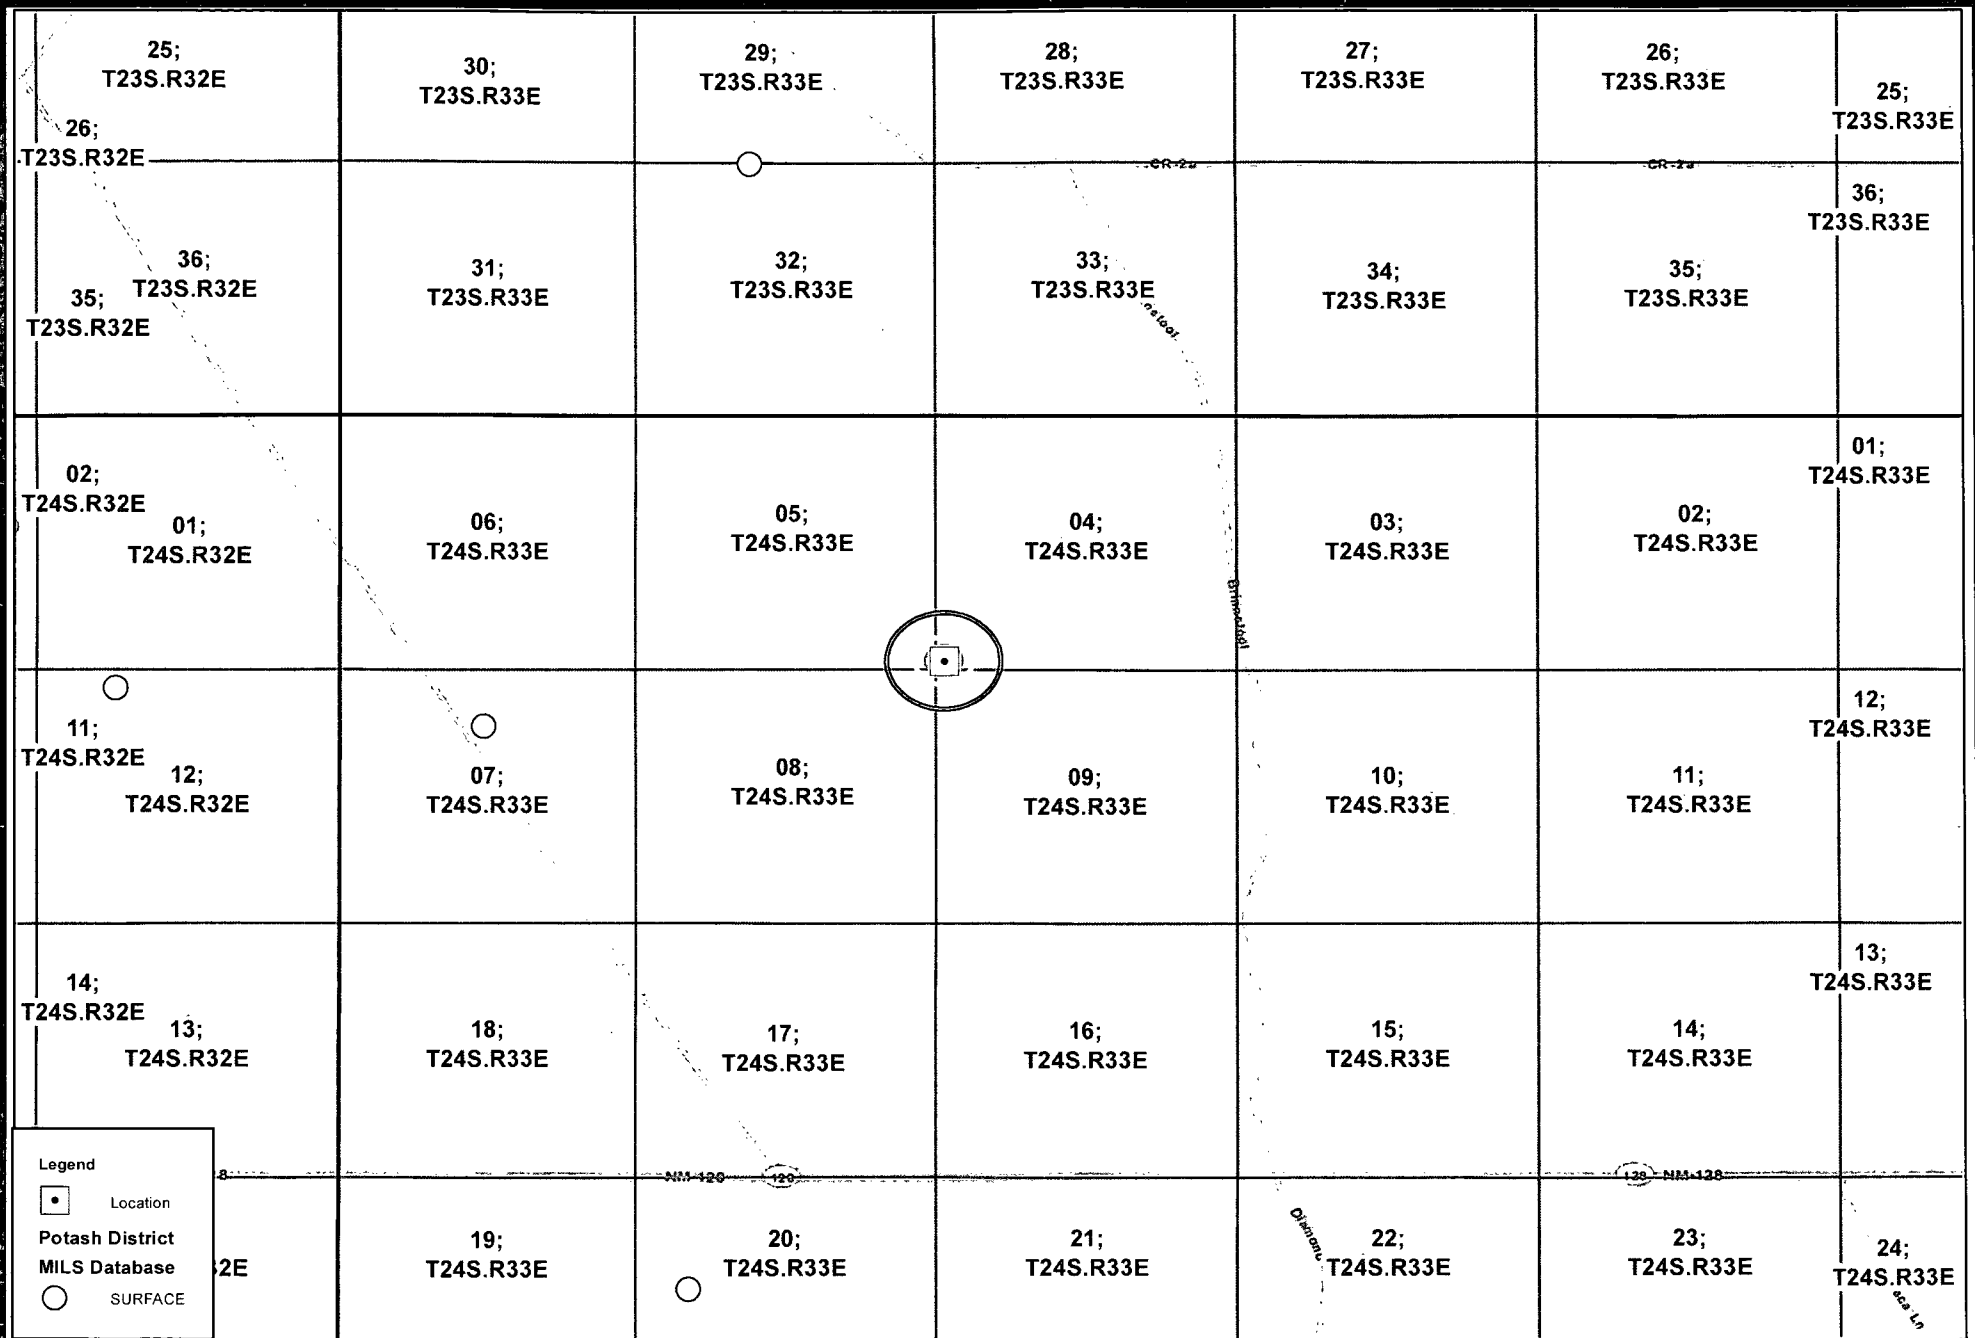 25;
T23S.R32E
30;
T23S.R33E
29;
T23S.R33E
28;
T23S.R33E
27;
T23S.R33E
26;
T23S.R33E
25;
T23S.R33E
26;
T23S.R32E
CR-2
CR-2
36;
T23S.R33E
36;
T23S.R32E
35;
T23S.R32E
31;
T23S.R33E
32;
T23S.R33E
33;
T23S.R33E
34;
T23S.R33E
35;
T23S.R33E
02;
T24S.R32E
01;
T24S.R32E
06;
T24S.R33E
05;
T24S.R33E
04;
T24S.R33E
03;
T24S.R33E
02;
T24S.R33E
01;
T24S.R33E
11;
T24S.R32E
12;
T24S.R32E
07;
T24S.R33E
08;
T24S.R33E
09;
T24S.R33E
10;
T24S.R33E
11;
T24S.R33E
12;
T24S.R33E
14;
T24S.R32E
13;
T24S.R32E
18;
T24S.R33E
17;
T24S.R33E
16;
T24S.R33E
15;
T24S.R33E
14;
T24S.R33E
13;
T24S.R33E
8
NM-128
128
128
NM-128
Legend
Location
Potash District
MILS Database
SURFACE
32E
19;
T24S.R33E
20;
T24S.R33E
21;
T24S.R33E
22;
T24S.R33E
23;
T24S.R33E
24;
T24S.R33E